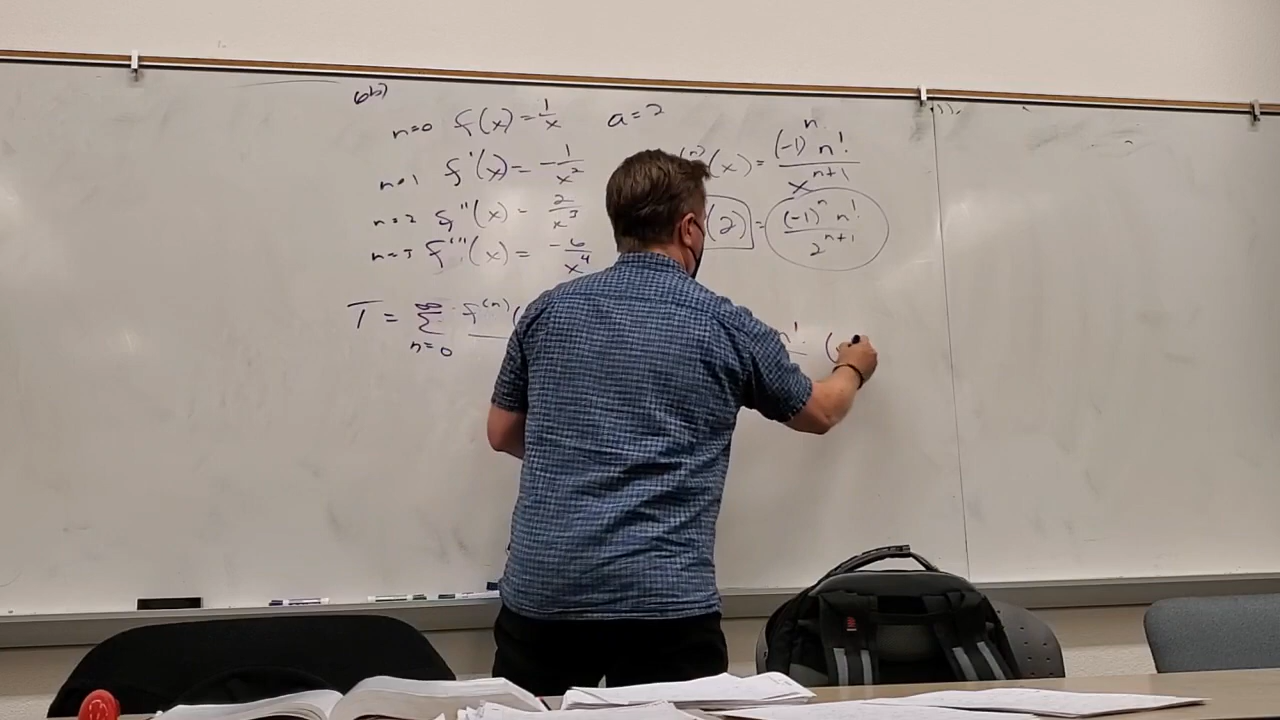 6b)
n=0 f(x) = 1/x a=2
n=1 f'(x) = -1/x²
n=2 f''(x) = 2/x³
n=3 f'''(x) = -6/x⁴
(n)(x) = (-1)ⁿ n! / xⁿ⁺¹
(2) = (-1)ⁿ n! / 2ⁿ⁺¹
T = ∞ Σ n=0 f⁽ⁿ⁾( n! (